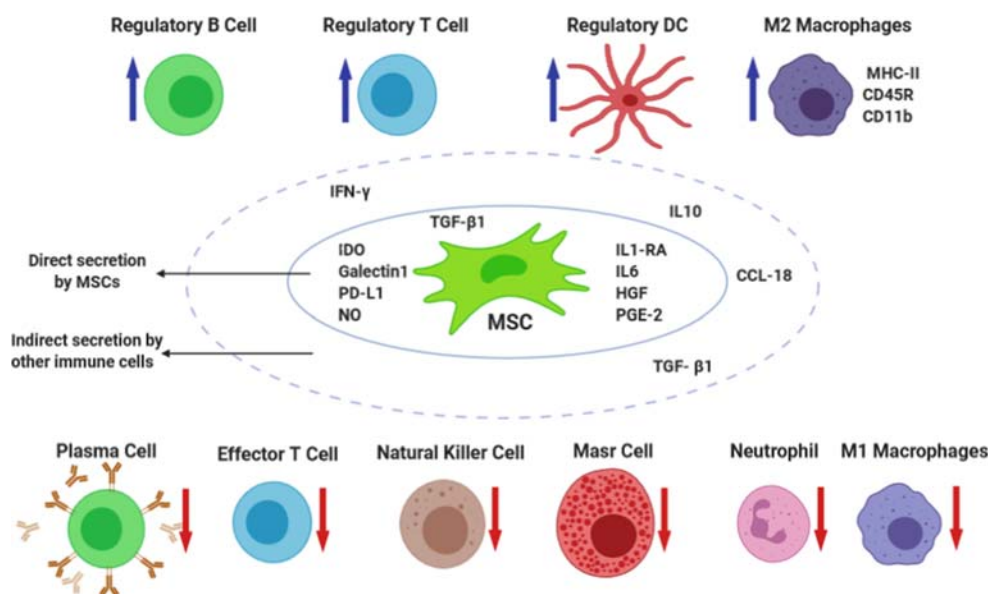 Regulatory B Cell
Regulatory T Cell
Regulatory DC
M2 Macrophages
MHC-II
CD45R
CD11b
IFN-γ
IL10
TGF-β1
IDO
Galectin1
PD-L1
NO
MSC
IL1-RA
IL6
HGF
PGE-2
CCL-18
TGF- β1
Direct secretion
by MSCs
Indirect secretion by
other immune cells
Plasma Cell
Effector T Cell
Natural Killer Cell
Masr Cell
Neutrophil
M1 Macrophages